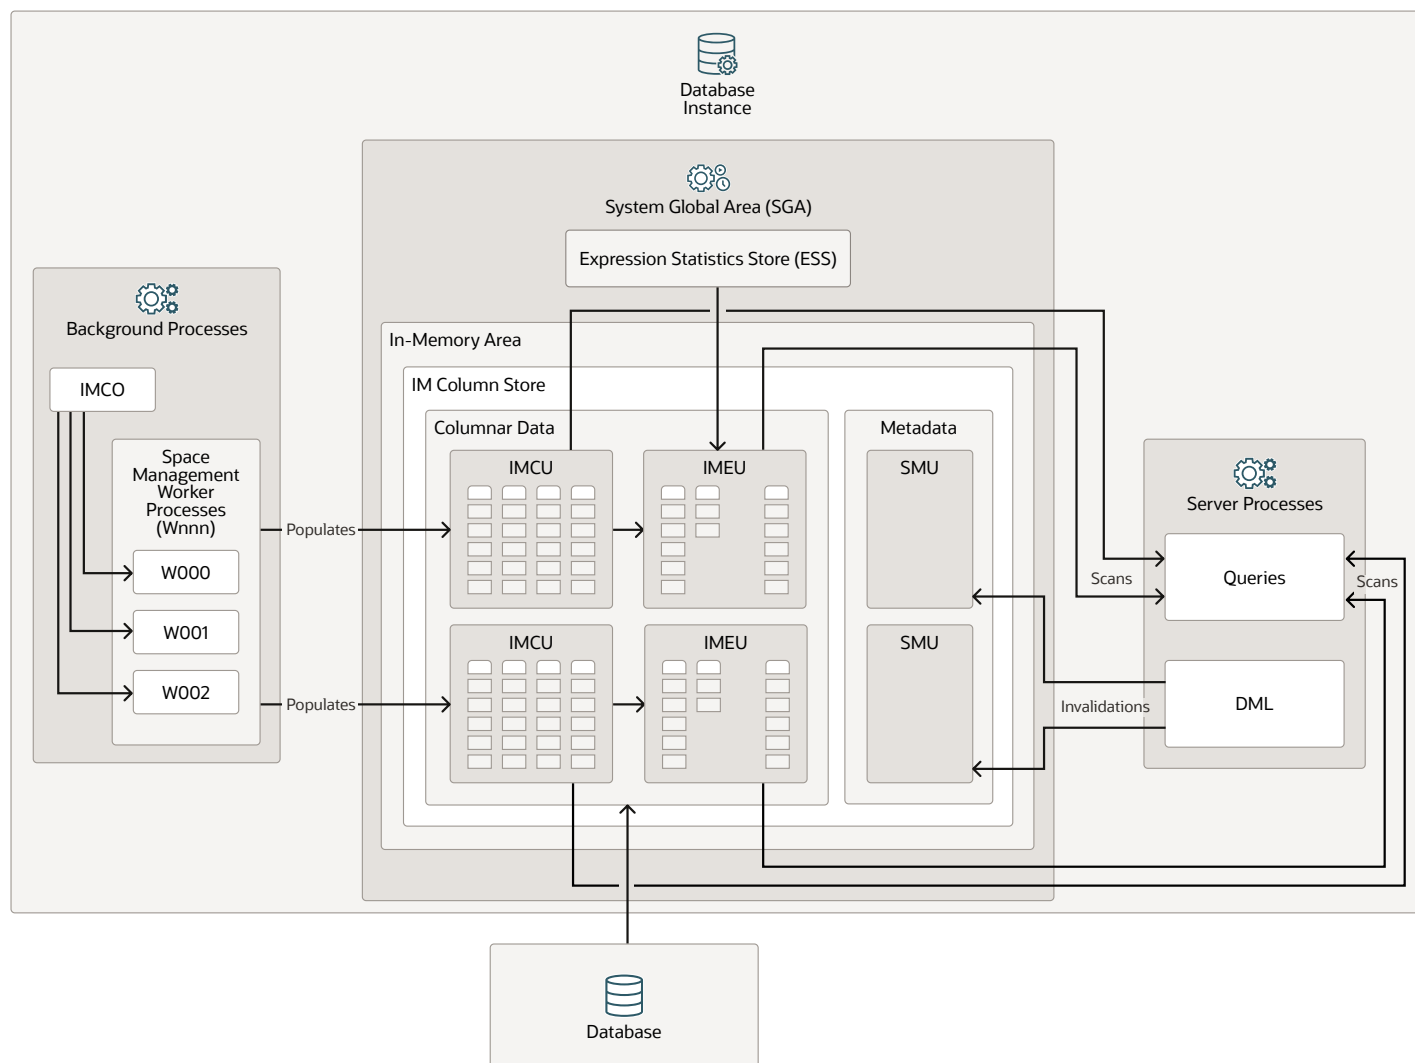 Database
Instance
System Global Area (SGA)
Expression Statistics Store (ESS)
Background Processes
IMCO
Space
Management
Worker
Processes
(Wnnn)
W000
W001
W002
Populates
Populates
In-Memory Area
IM Column Store
Columnar Data
IMCU
IMEU
IMCU
IMEU
Metadata
SMU
SMU
Server Processes
Queries
DML
Scans
Scans
Invalidations
Database